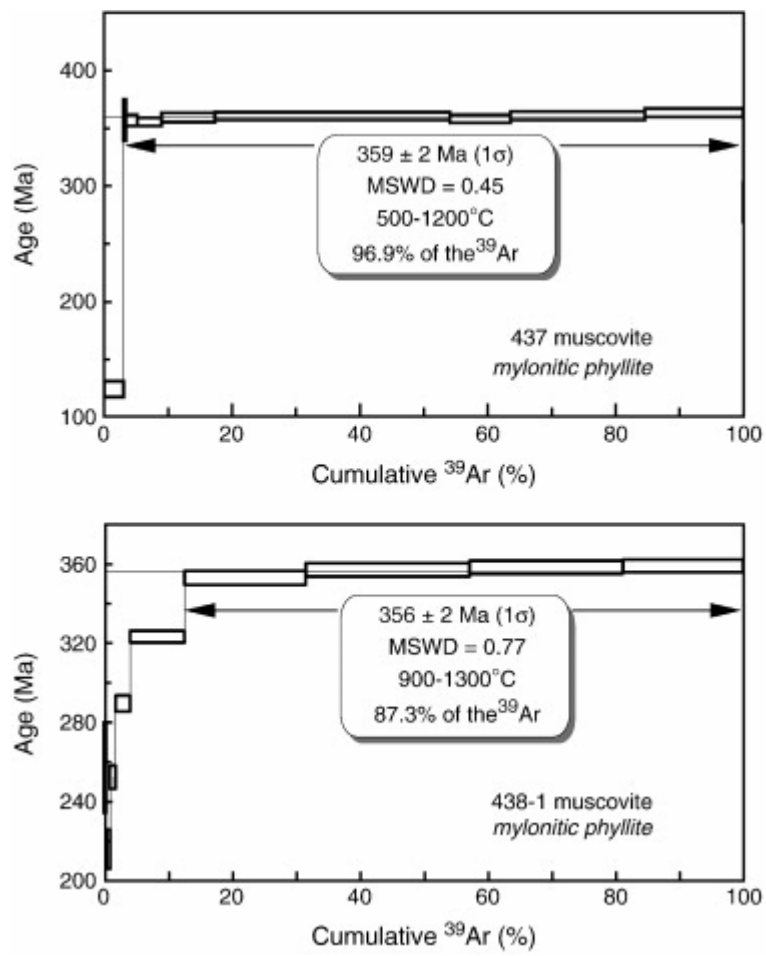 400
300
200
100
Age (Ma)
359 ± 2 Ma (1σ)
MSWD = 0.45
500-1200°C
96.9% of the ³⁹Ar
437 muscovite
mylonitic phyllite
0 20 40 60 80 100
Cumulative ³⁹Ar (%)
360
320
280
240
200
Age (Ma)
356 ± 2 Ma (1σ)
MSWD = 0.77
900-1300°C
87.3% of the ³⁹Ar
438-1 muscovite
mylonitic phyllite
0 20 40 60 80 100
Cumulative ³⁹Ar (%)